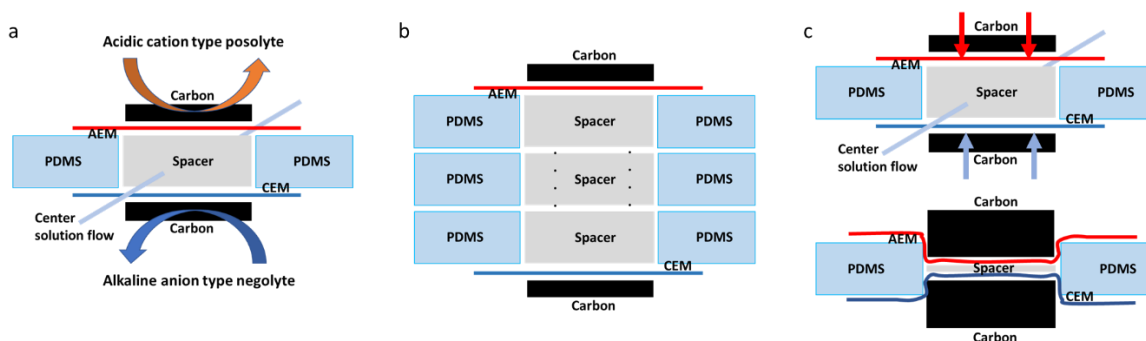 a
Acidic cation type posolyte
Carbon
AEM
PDMS
Spacer
PDMS
CEM
Center
solution flow
Carbon
Alkaline anion type negolyte
b
Carbon
AEM
PDMS
Spacer
PDMS
PDMS
Spacer
PDMS
PDMS
Spacer
PDMS
CEM
Carbon
c
Carbon
AEM
PDMS
Spacer
PDMS
CEM
Center
solution flow
Carbon
Carbon
AEM
PDMS
Spacer
PDMS
CEM
Carbon